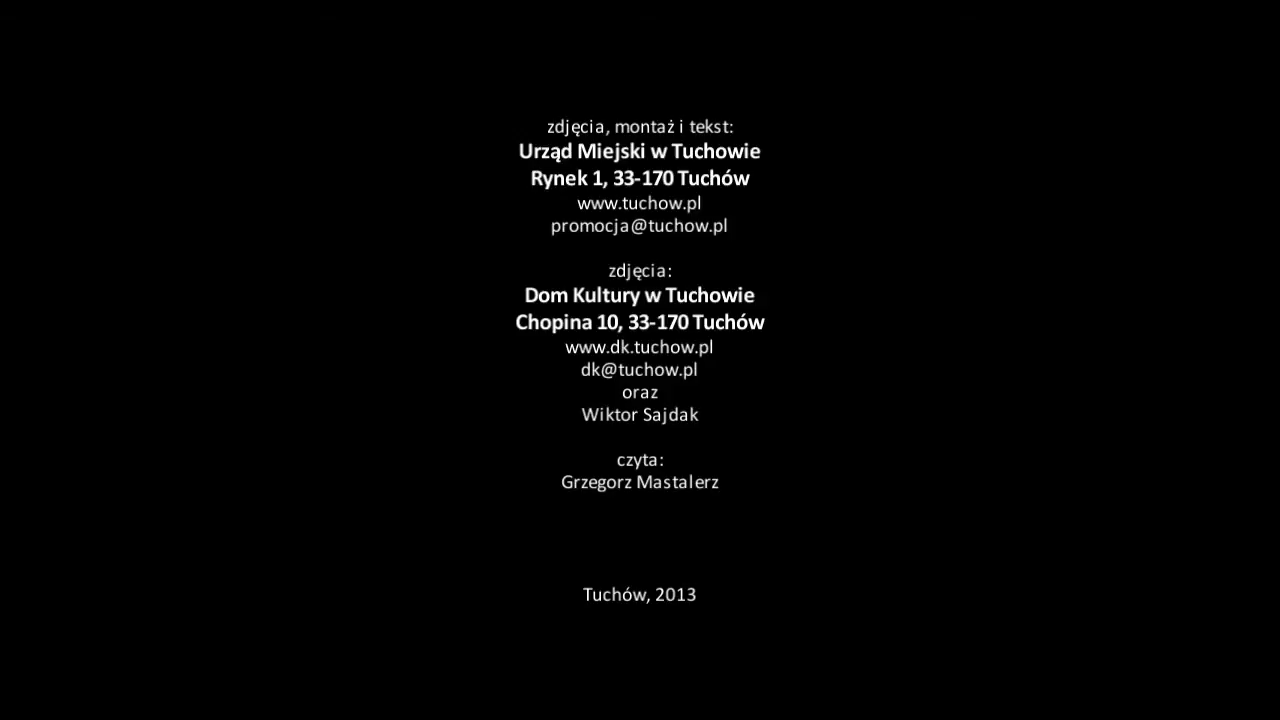 zdjęcia, montaż i tekst:
Urząd Miejski w Tuchowie
Rynek 1, 33-170 Tuchów
www.tuchow.pl
promocja@tuchow.pl
zdjęcia:
Dom Kultury w Tuchowie
Chopina 10, 33-170 Tuchów
www.dk.tuchow.pl
dk@tuchow.pl
oraz
Wiktor Sajdak
czyta:
Grzegorz Mastalerz
Tuchów, 2013